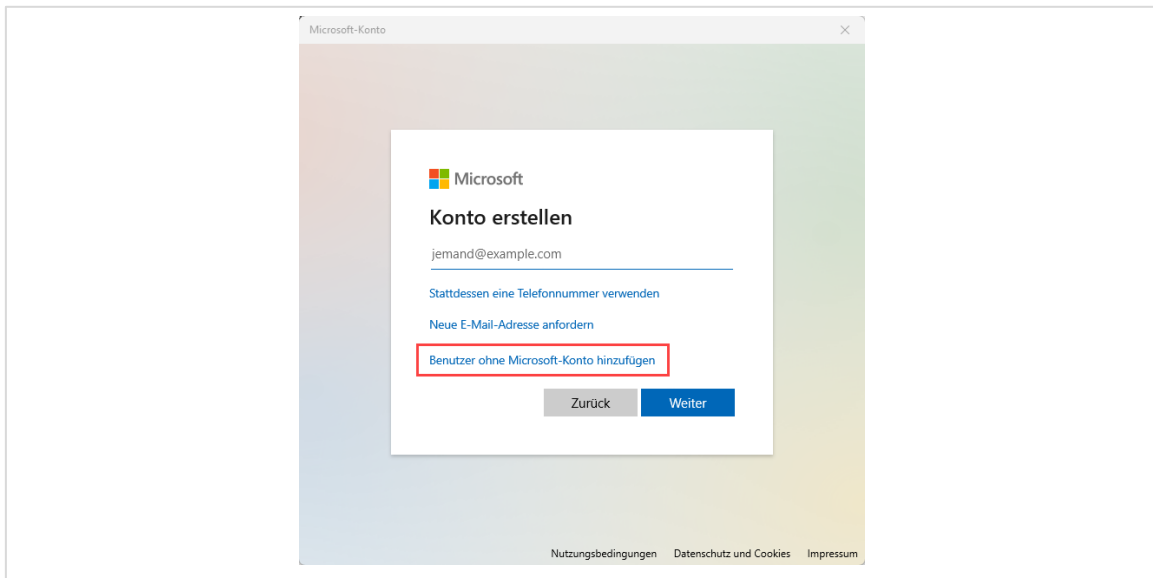 Microsoft-Konto
Microsoft
Konto erstellen
jemand@example.com
Stattdessen eine Telefonnummer verwenden
Neue E-Mail-Adresse anfordern
Benutzer ohne Microsoft-Konto hinzufügen
Zurück Weiter
Nutzungsbedingungen Datenschutz und Cookies Impressum